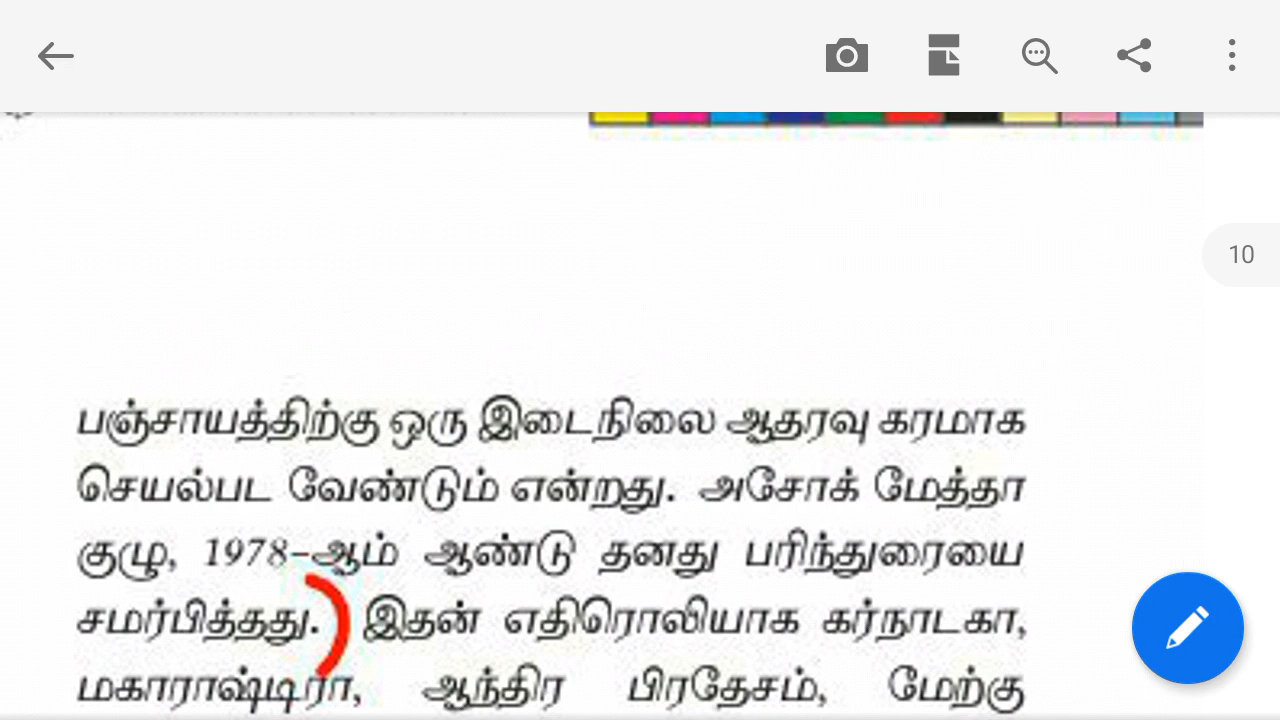 10
பஞ்சாயத்திற்கு ஒரு இடைநிலை ஆதரவு கரமாக
செயல்பட வேண்டும் என்றது. அசோக் மேத்தா
குழு, 1978-ஆம் ஆண்டு தனது பரிந்துரையை
சமர்பித்தது. இதன் எதிரொலியாக கர்நாடகா,
மகாராஷ்டிரா, ஆந்திர பிரதேசம், மேற்கு